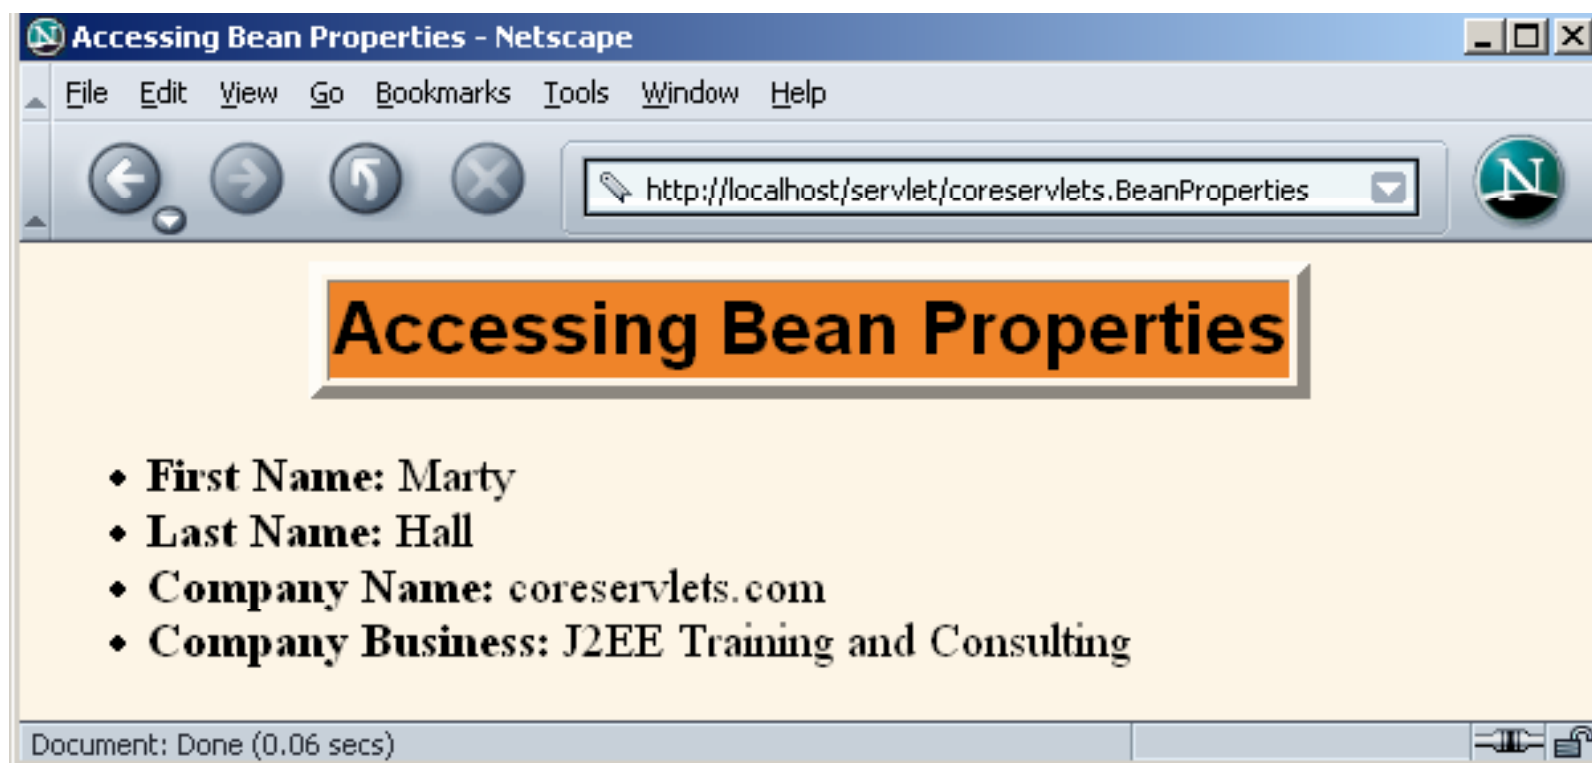 N Accessing Bean Properties - Netscape
File Edit View Go Bookmarks Tools Window Help
http://localhost/servlet/coreservlets.BeanProperties
N
Accessing Bean Properties
• First Name: Marty
• Last Name: Hall
• Company Name: coreservlets.com
• Company Business: J2EE Training and Consulting
Document: Done (0.06 secs)